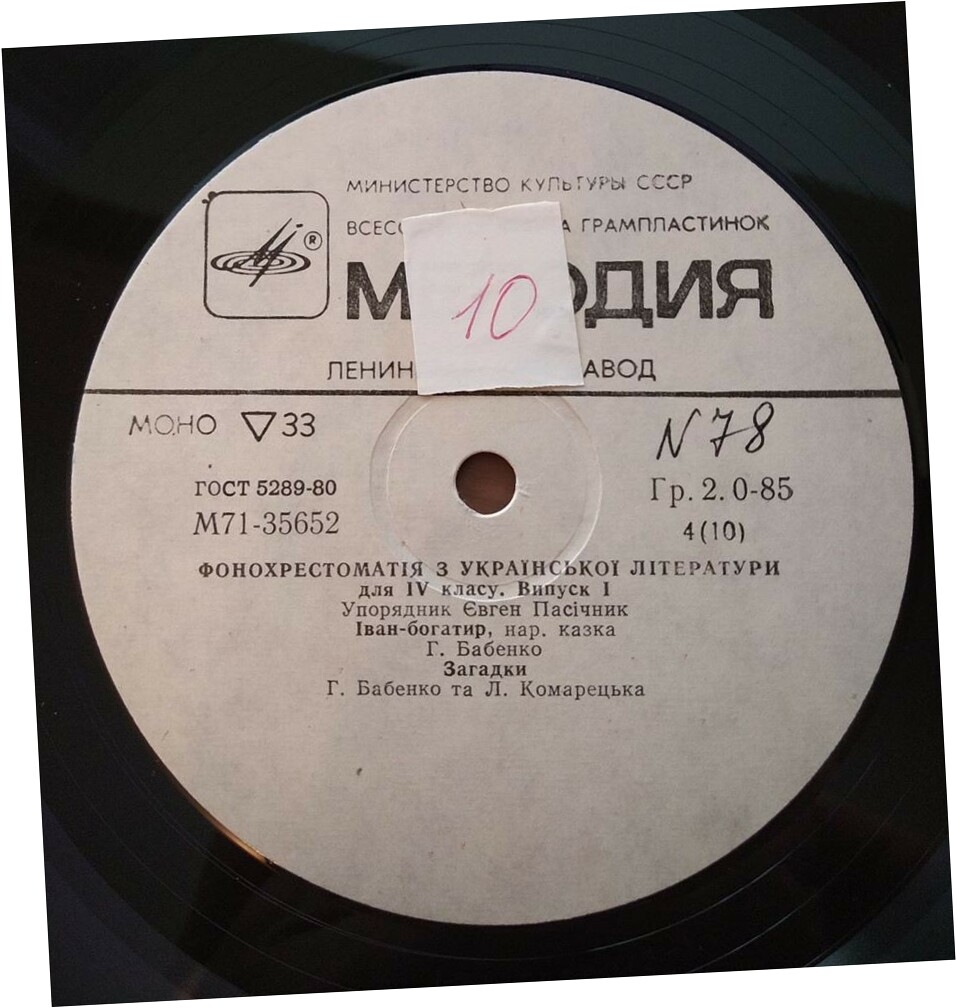 МИНИСТЕРСТВО КУЛЬТУРЫ СССР
ГРАМПЛАСТИНОК
®
10
МОНО ▽33
N 78
ГОСТ 5289-80
Гр. 2. 0-85
М71-35652
4(10)
ФОНОХРЕСТОМАТІЯ З УКРАЇНСЬКОЇ ЛІТЕРАТУРИ
для IV класу. Випуск I
Упорядник Євген Пасічник
Іван-богатир, нар. казка
Г. Бабенко
Загадки
Г. Бабенко та Л. Комарецька